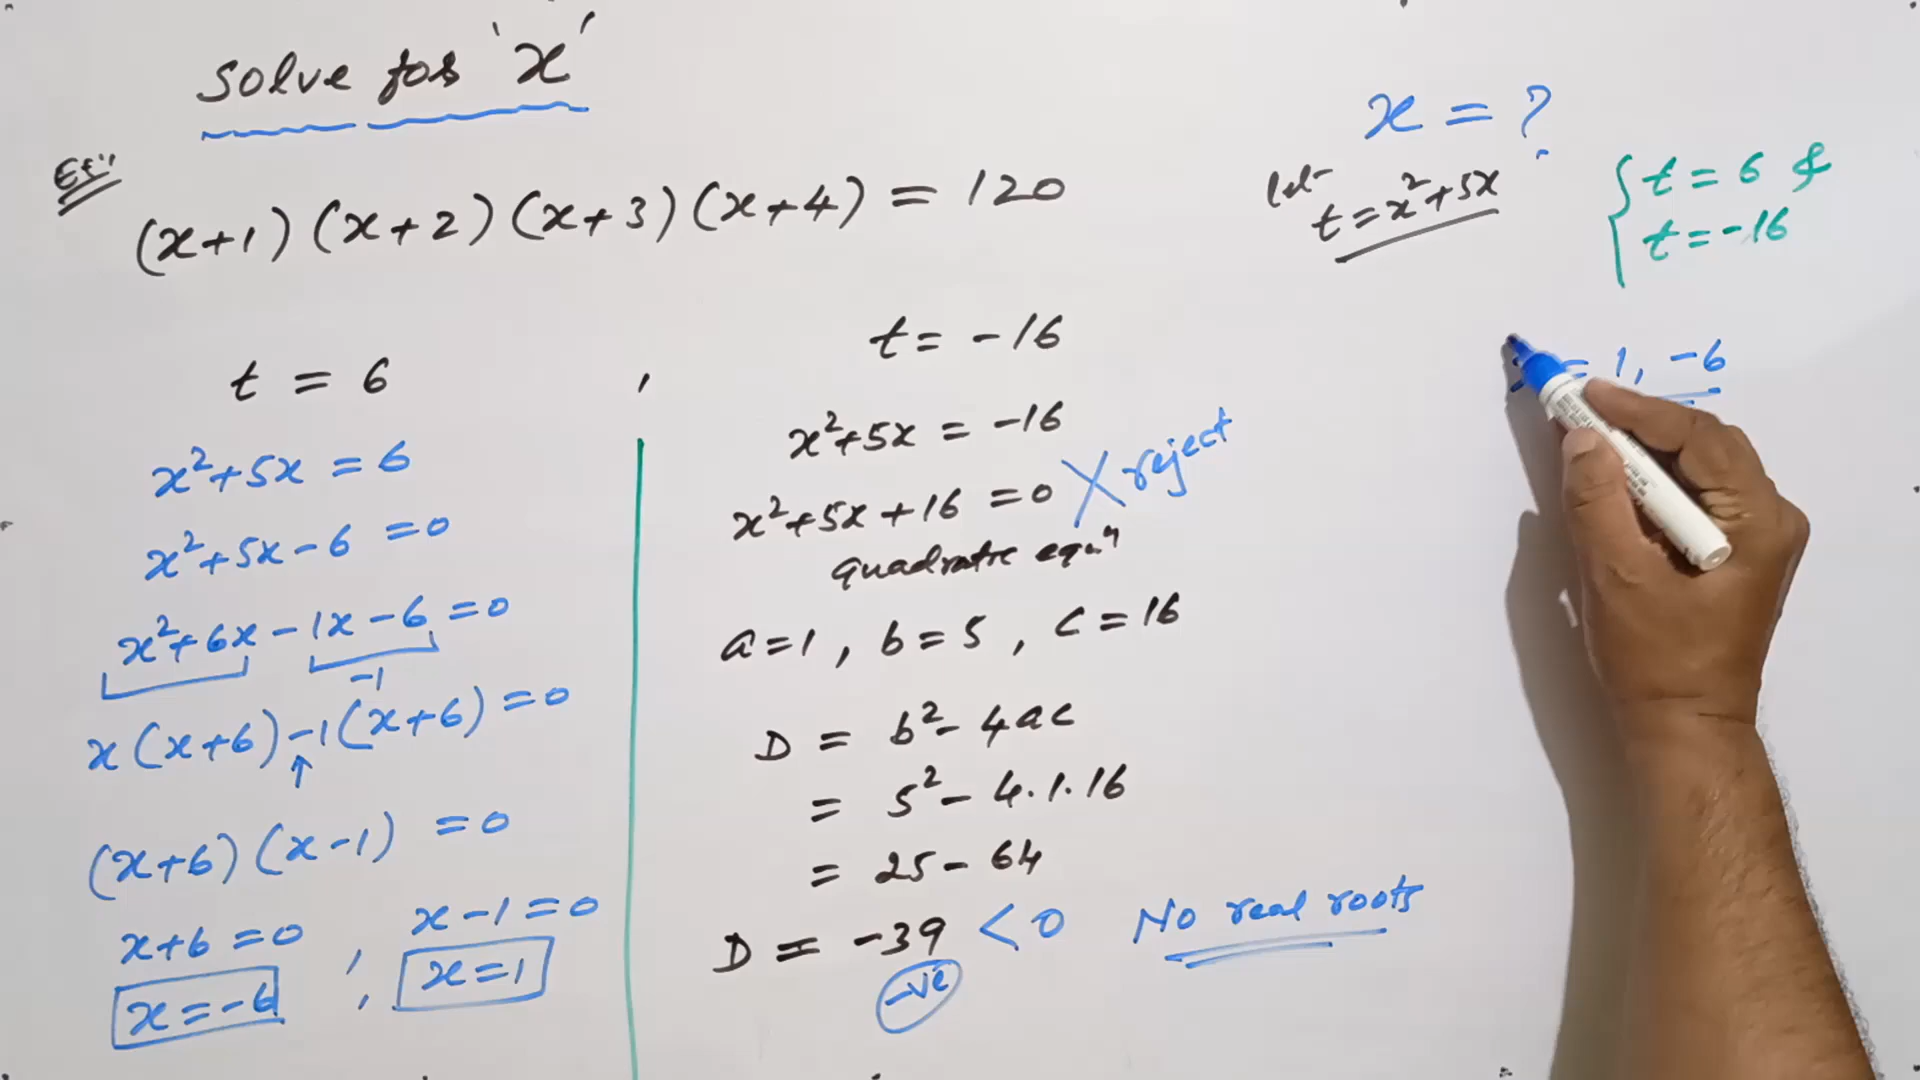 Solve for 'x'
Ex:
(x+1)(x+2)(x+3)(x+4) = 120
x = ?
let
t = x²+5x
t = 6 &
t = -16
= 1, -6
t = 6 ,
x²+5x = 6
x²+5x-6 = 0
x²+6x-1x-6 = 0
-1
x(x+6)-1(x+6) = 0
↑
(x+6)(x-1) = 0
x+6 = 0 , x-1 = 0
x = -6 , x = 1
t = -16
x²+5x = -16
x²+5x+16 = 0 X reject
Quadratic equn
a=1, b=5, c=16
D = b²-4ac
= 5²-4.1.16
= 25-64
D = -39 < 0 No real roots
-ve